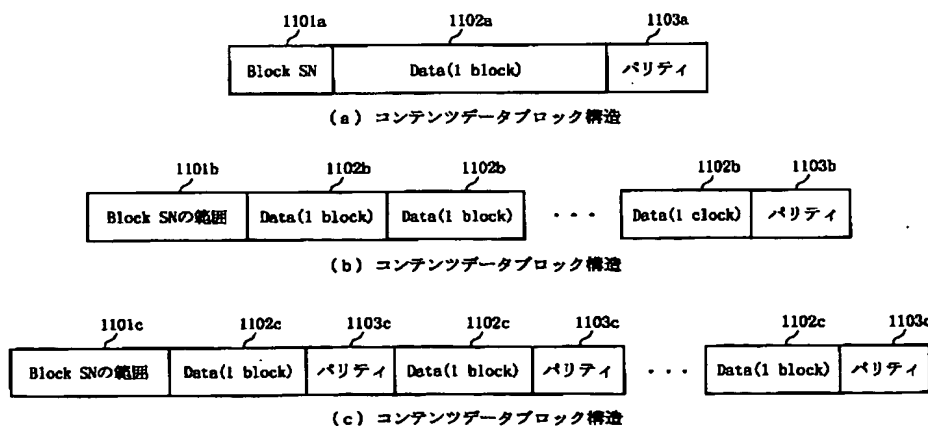 1101a 1102a 1103a
Block SN Data(1 block) パリティ
(a) コンテンツデータブロック構造
1101b 1102b 1102b 1102b 1103b
Block SNの範囲 Data(1 block) Data(1 block) ・・・ Data(1 clock) パリティ
(b) コンテンツデータブロック構造
1101c 1102c 1103c 1102c 1103c 1102c 1103c
Block SNの範囲 Data(1 block) パリティ Data(1 block) パリティ ・・・ Data(1 block) パリティ
(c) コンテンツデータブロック構造